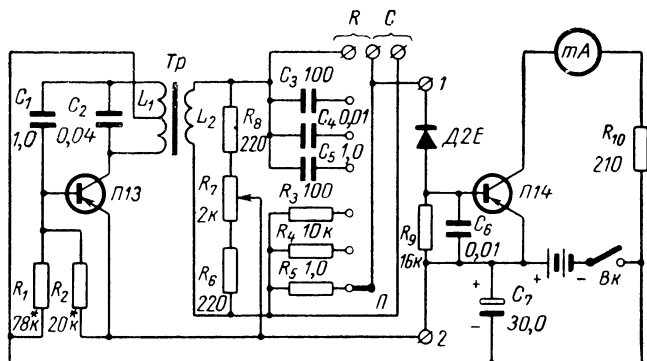 R C
Тр
mA
C₁
1,0
C₂
0,04
L₁
L₂
R₈
220
C₃ 100
C₄ 0,01
C₅ 1,0
1
Д2Е
R₁₀
210
П13
R₇
2к
R₃ 100
R₄ 10к
R₅ 1,0
П
П14
R₉
16к
C₆
0,01
R₁
78к*
R₂
20к*
R₆
220
2
+
C₇
30,0
-
+
-
Вк